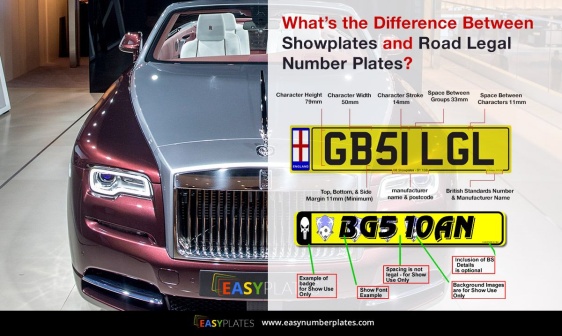 What's the Difference Between
Showplates and Road Legal
Number Plates?
Character Height
79mm
Character Width
50mm
Character Stroke
14mm
Space Between
Groups 33mm
Space Between
Characters 11mm
GB51 LGL
ENGLAND
Top, Bottom, & Side
Margin 11mm (Minimum)
manufacturer
name & postcode
British Standards Number
& Manufacturer Name
BG5 10AN
Example of
badge
for Show Use
Only
Show Font
Example
Spacing is not
legal - for Show
Use Only
Background Images
are for Show Use
Only
Inclusion of BS
Details
is optional
EASYPLATES
EASYPLATES www.easynumberplates.com